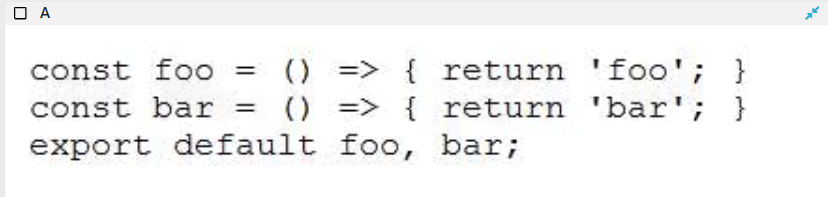 A
const foo = () => { return 'foo'; }
const bar = () => { return 'bar'; }
export default foo, bar;